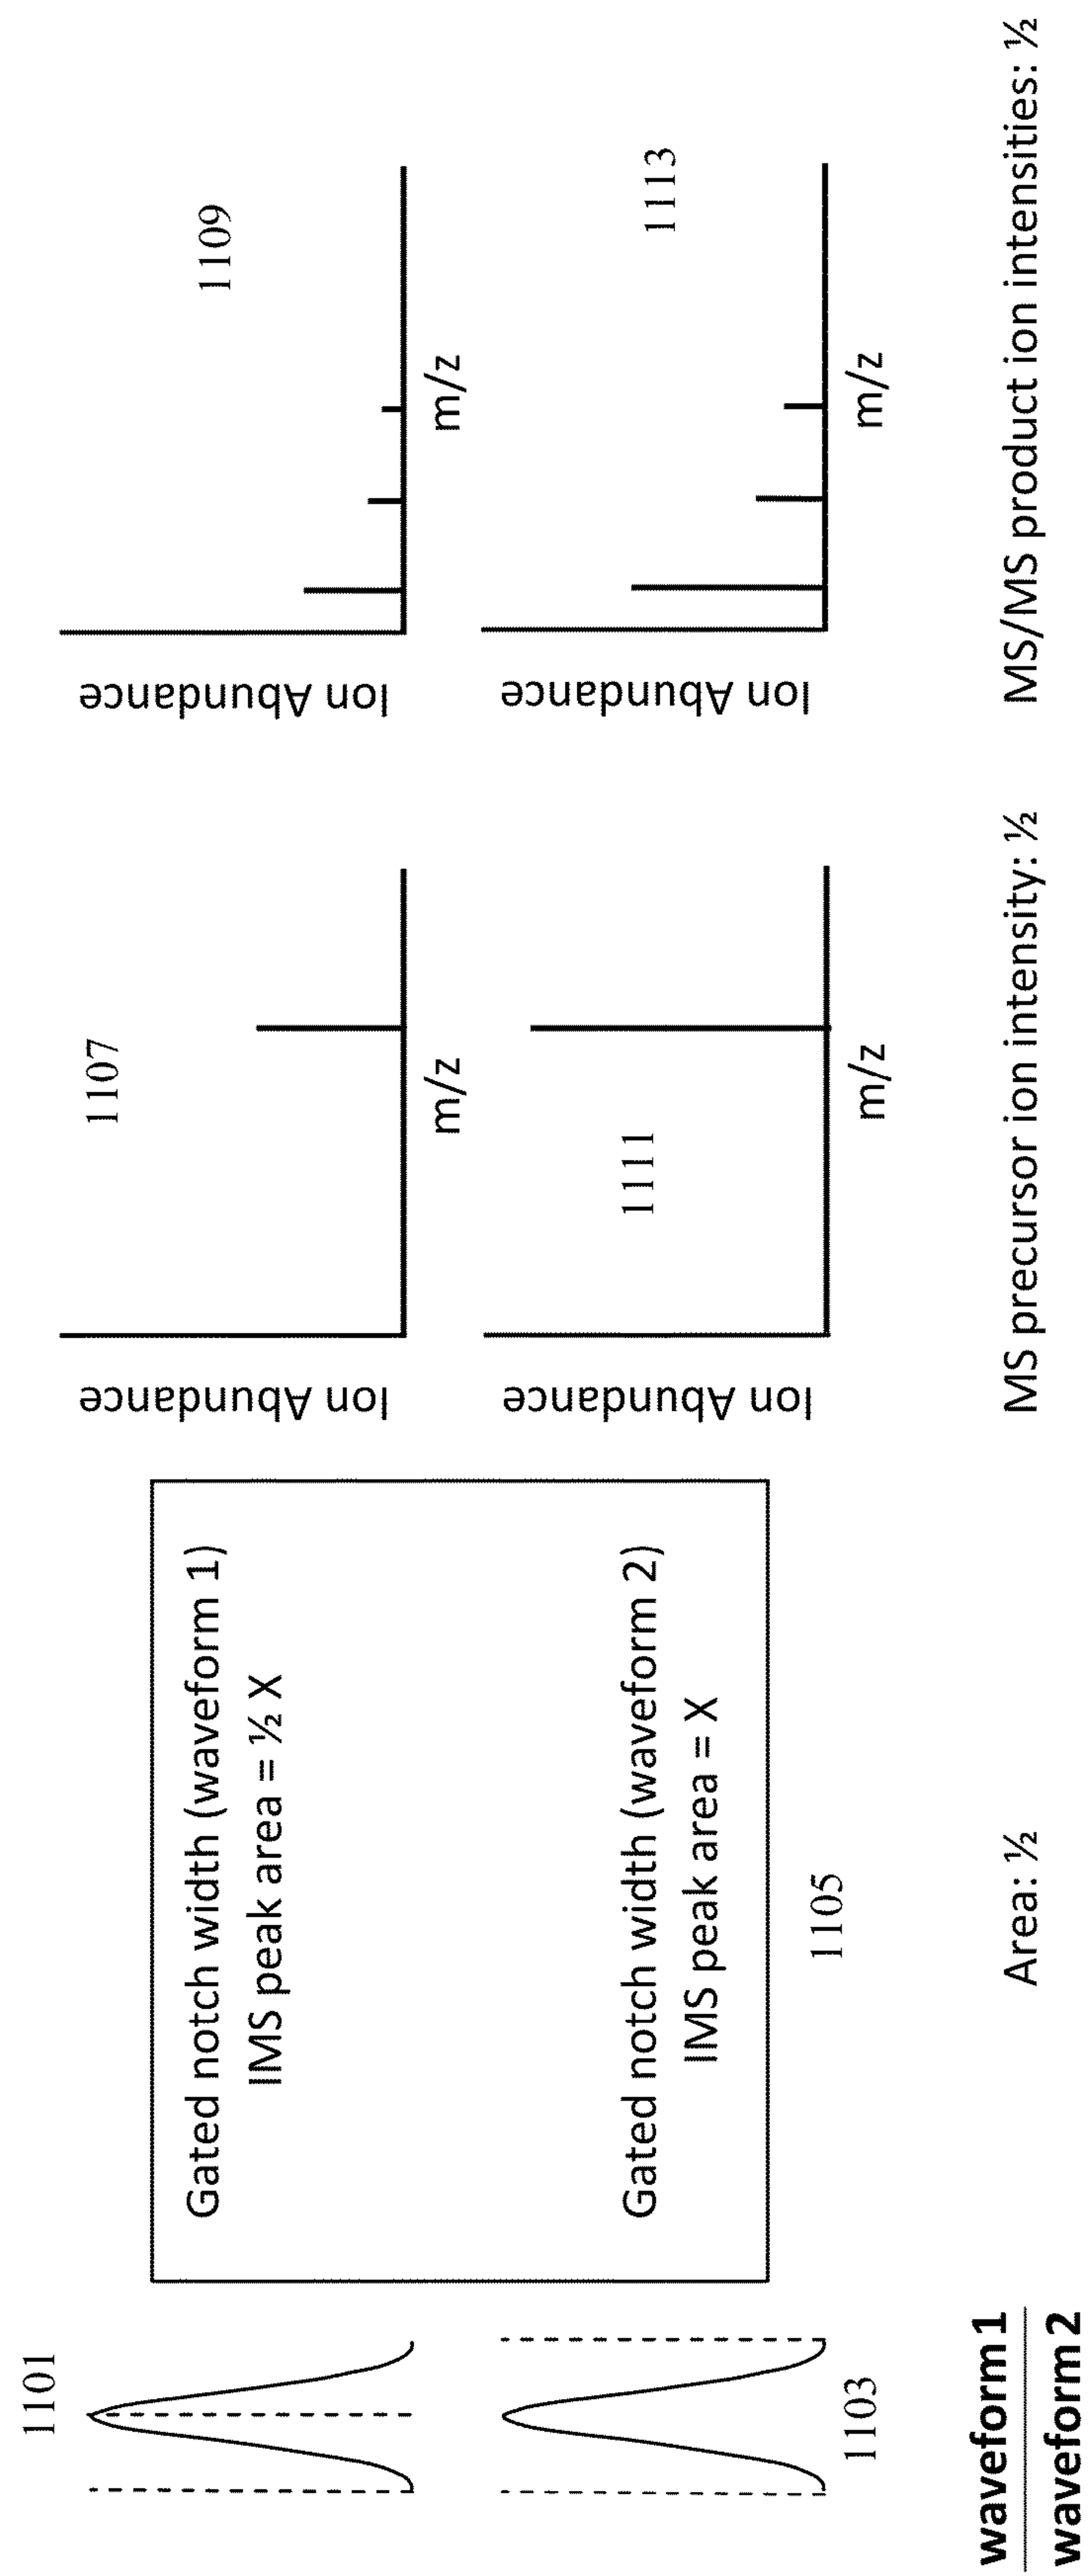 1101
Gated notch width (waveform 1)
IMS peak area = ½ X
1107
Ion Abundance
m/z
1109
Ion Abundance
m/z
1103
Gated notch width (waveform 2)
IMS peak area = X
1105
1111
Ion Abundance
m/z
1113
Ion Abundance
m/z
waveform 1
waveform 2
Area: ½
MS precursor ion intensity: ½
MS/MS product ion intensities: ½